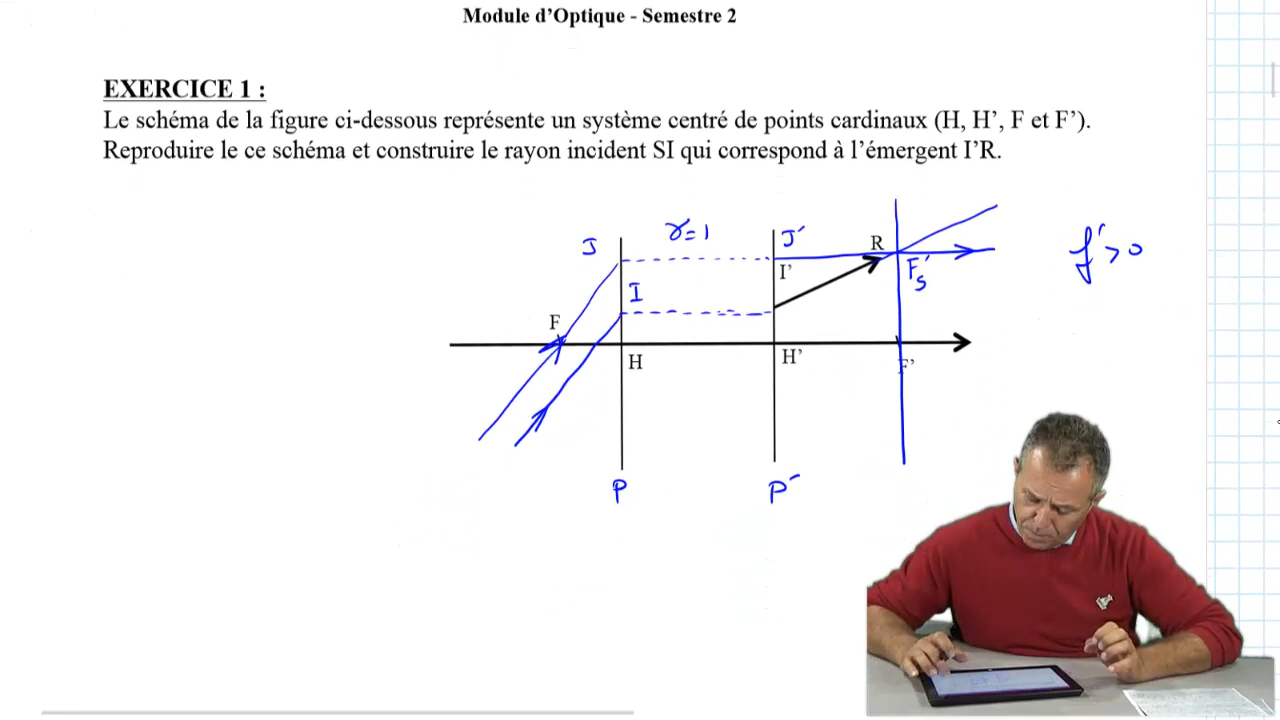 Module d’Optique - Semestre 2
EXERCICE 1 :
Le schéma de la figure ci-dessous représente un système centré de points cardinaux (H, H’, F et F’).
Reproduire le ce schéma et construire le rayon incident SI qui correspond à l’émergent I’R.
J
γ=1
J'
R
f'>0
I'
F's
I
F
H
H’
F’
P
P'